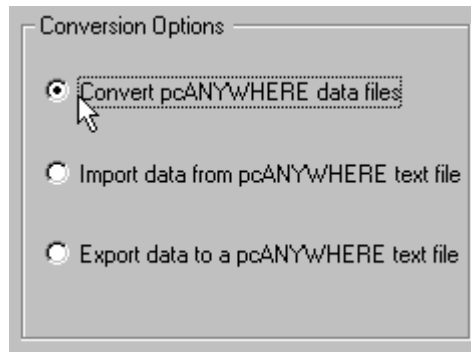 Conversion Options
Convert pcANYWHERE data files
Import data from pcANYWHERE text file
Export data to a pcANYWHERE text file